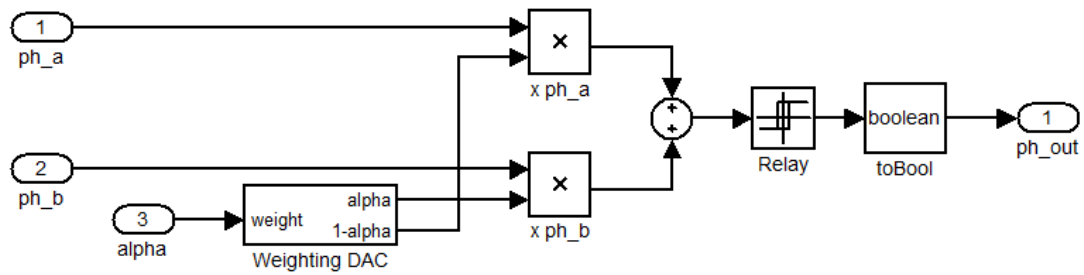 1
ph_a
×
x ph_a
2
ph_b
×
x ph_b
3
alpha
weight
alpha
1-alpha
Weighting DAC
+
+
Relay
boolean
toBool
1
ph_out